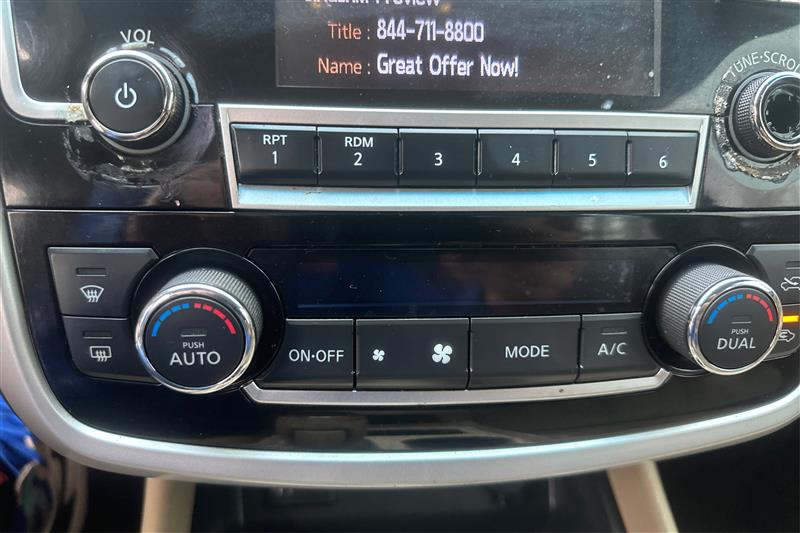 VOL
Title : 844-711-8800
Name : Great Offer Now!
TUNE·SCROLL
RPT
1
RDM
2
3
4
5
6
PUSH
AUTO
ON·OFF
MODE
A/C
PUSH
DUAL